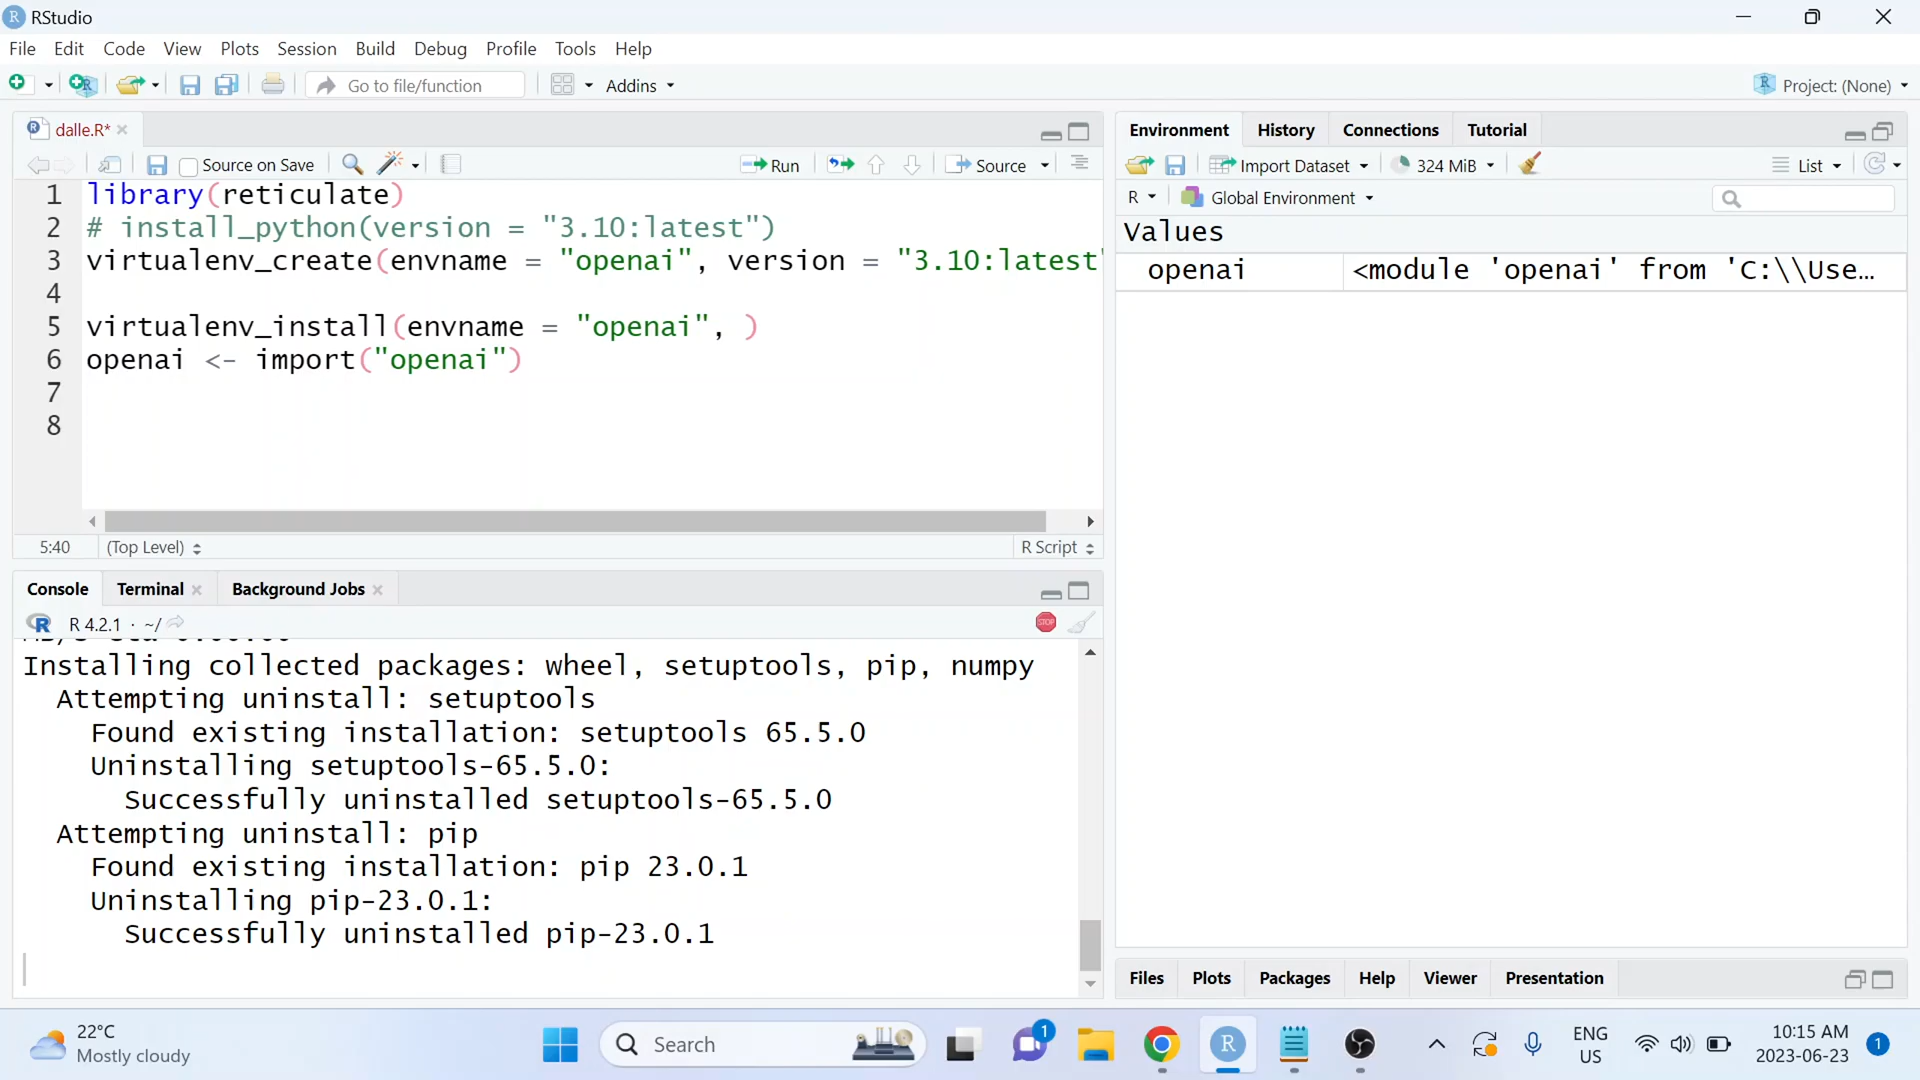 RStudio
File Edit Code View Plots Session Build Debug Profile Tools Help
Go to file/function Addins Project: (None)
dalle.R*
Source on Save Run Source
1 library(reticulate)
2 # install_python(version = "3.10:latest")
3 virtualenv_create(envname = "openai", version = "3.10:latest"
4
5 virtualenv_install(envname = "openai", )
6 openai <- import("openai")
7
8
5:40 (Top Level) R Script
Console Terminal Background Jobs
R 4.2.1 · ~/
STOP
Installing collected packages: wheel, setuptools, pip, numpy
Attempting uninstall: setuptools
Found existing installation: setuptools 65.5.0
Uninstalling setuptools-65.5.0:
Successfully uninstalled setuptools-65.5.0
Attempting uninstall: pip
Found existing installation: pip 23.0.1
Uninstalling pip-23.0.1:
Successfully uninstalled pip-23.0.1
Environment History Connections Tutorial
Import Dataset 324 MiB List
R Global Environment
Values
openai <module 'openai' from 'C:\\Use...
Files Plots Packages Help Viewer Presentation
22°C
Mostly cloudy
Search
1
ENG
US
10:15 AM
2023-06-23
1